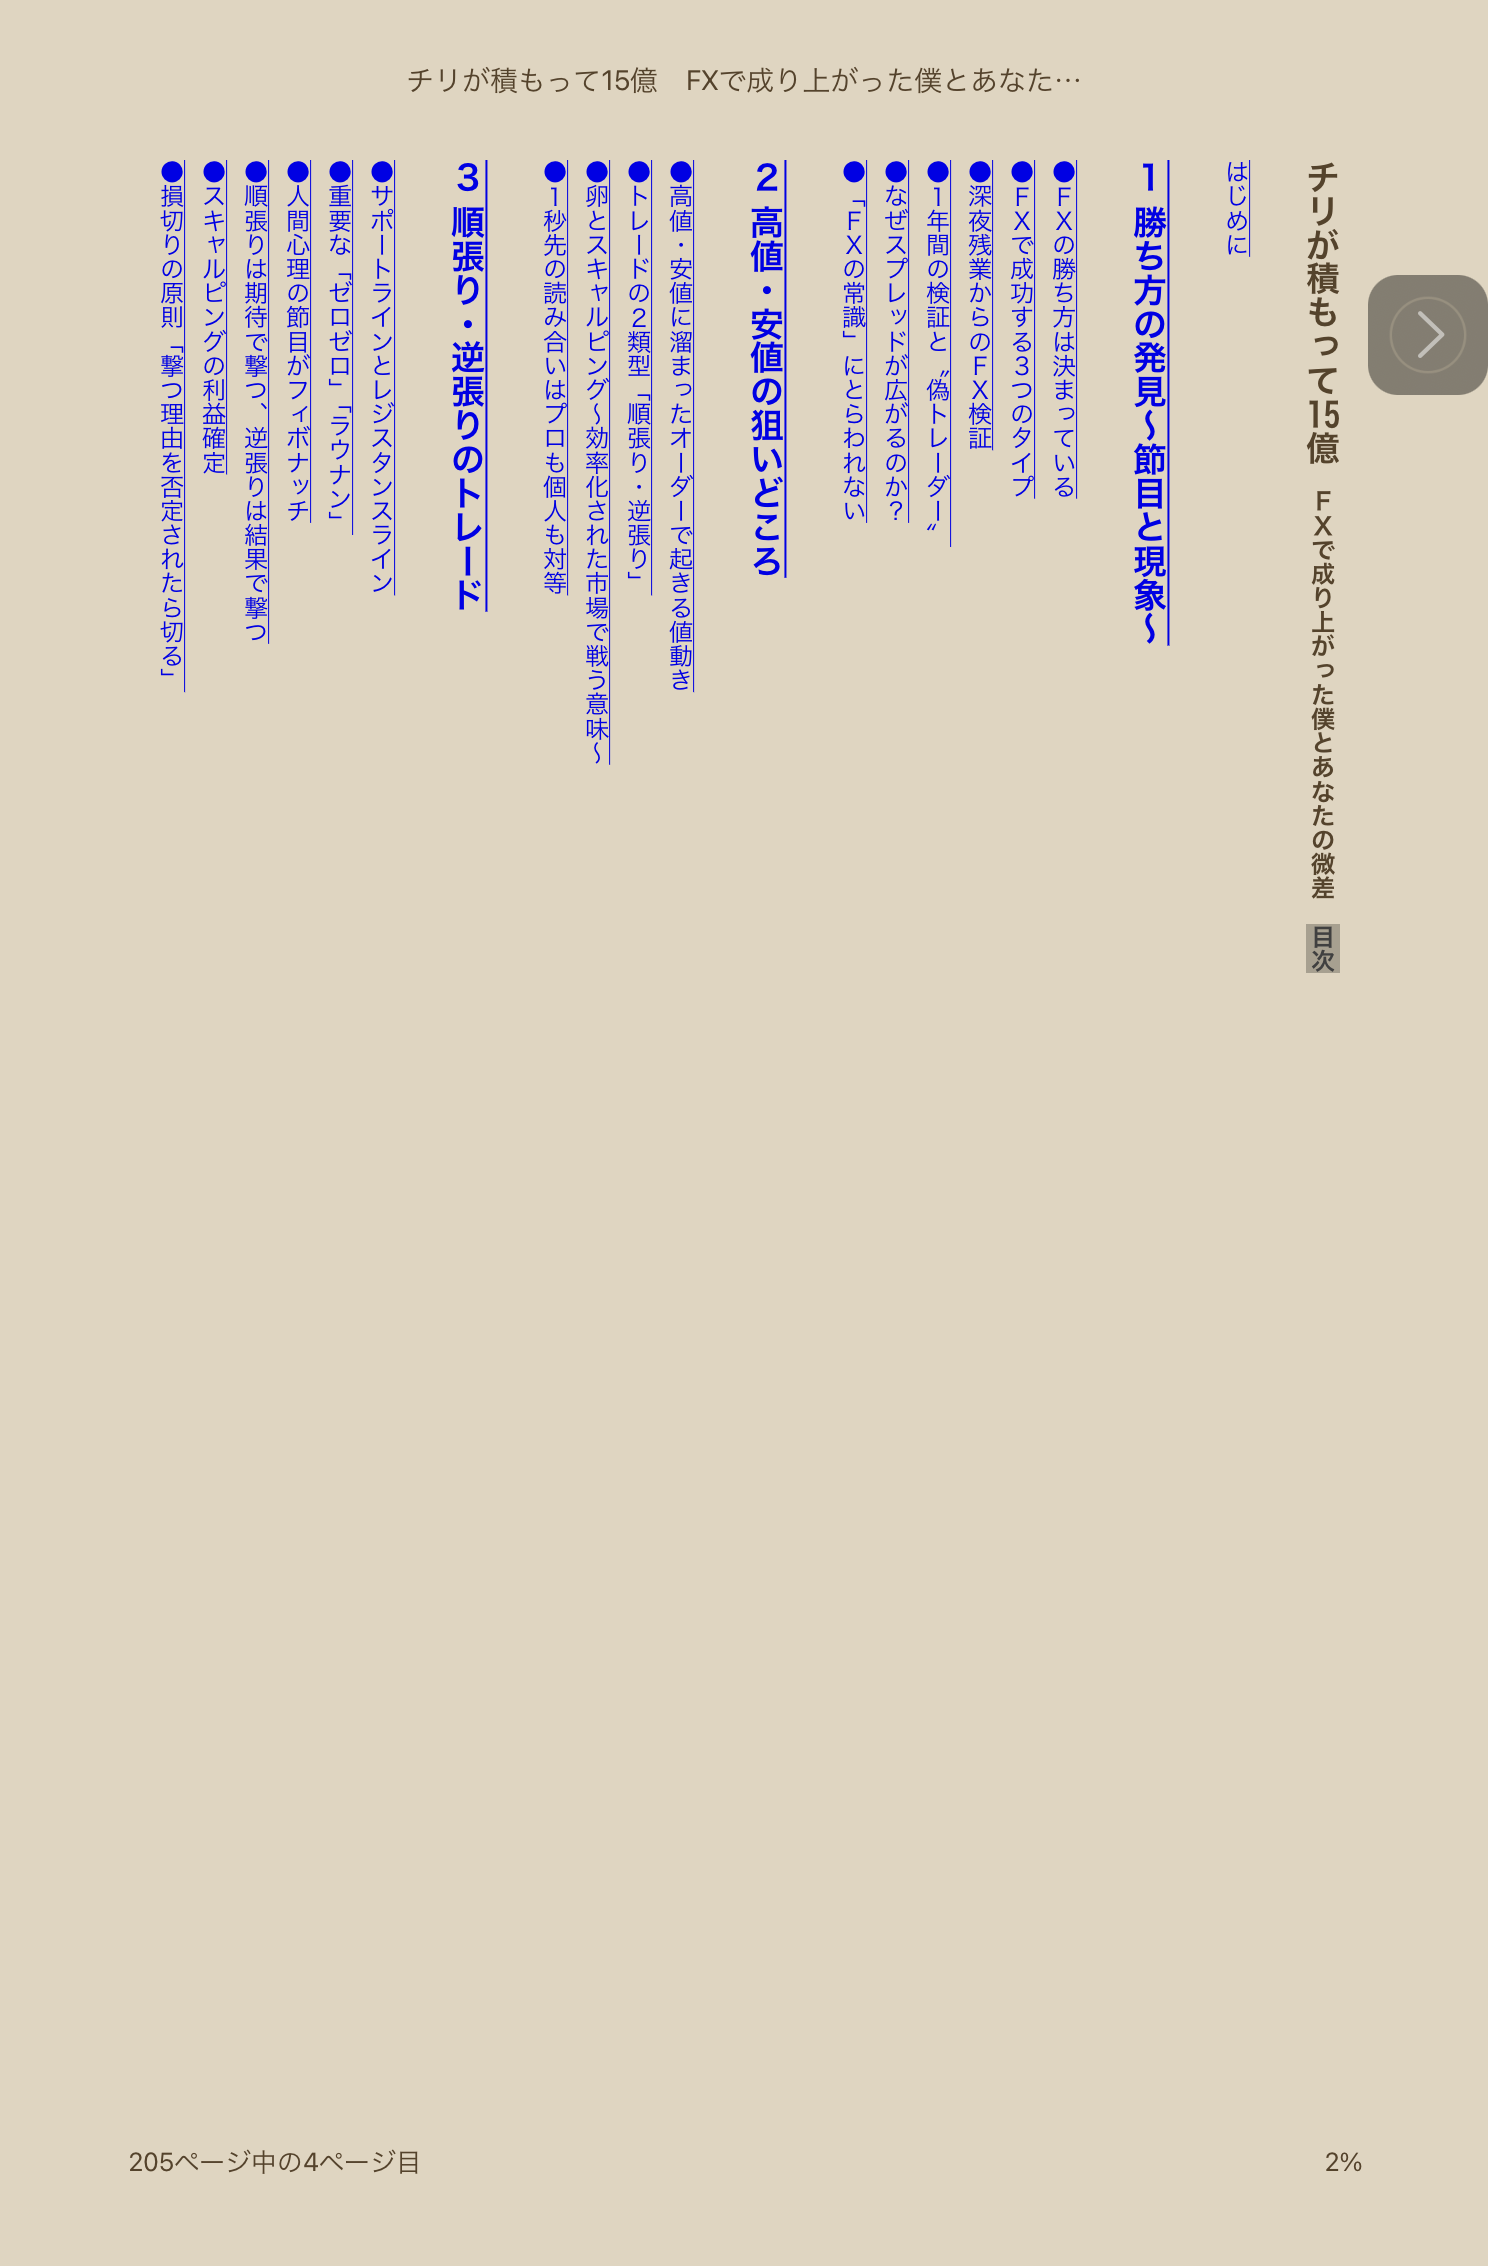 チリが積もって15億　FXで成り上がった僕とあなた…
チリが積もって15億　FXで成り上がった僕とあなたの微差　目次
はじめに
1 勝ち方の発見〜節目と現象〜
●FXの勝ち方は決まっている
●FXで成功する3つのタイプ
●深夜残業からのFX検証
●1年間の検証と〝偽トレーダー〟
●なぜスプレッドが広がるのか？
●「FXの常識」にとらわれない
2 高値・安値の狙いどころ
●高値・安値に溜まったオーダーで起きる値動き
●トレードの2類型「順張り・逆張り」
●卵とスキャルピング〜効率化された市場で戦う意味〜
●1秒先の読み合いはプロも個人も対等
3 順張り・逆張りのトレード
●サポートラインとレジスタンスライン
●重要な「ゼロゼロ」「ラウナン」
●人間心理の節目がフィボナッチ
●順張りは期待で撃つ、逆張りは結果で撃つ
●スキャルピングの利益確定
●損切りの原則「撃つ理由を否定されたら切る」
205ページ中の4ページ目
2%